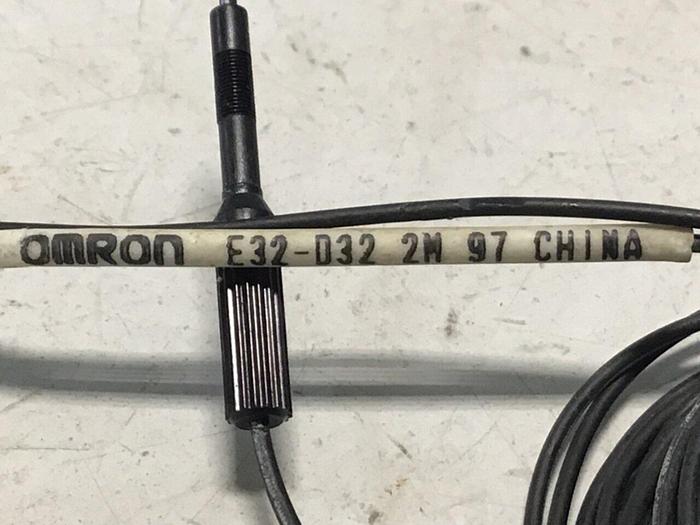 OMRON E32-D32 2M 97 CHINA